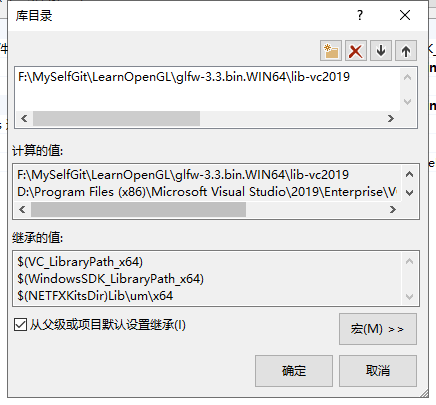 库目录
?
F:\MySelfGit\LearnOpenGL\glfw-3.3.bin.WIN64\lib-vc2019
计算的值:
F:\MySelfGit\LearnOpenGL\glfw-3.3.bin.WIN64\lib-vc2019
D:\Program Files (x86)\Microsoft Visual Studio\2019\Enterprise\V
继承的值:
$(VC_LibraryPath_x64)
$(WindowsSDK_LibraryPath_x64)
$(NETFXKitsDir)Lib\um\x64
从父级或项目默认设置继承(I)
宏(M) >>
确定
取消